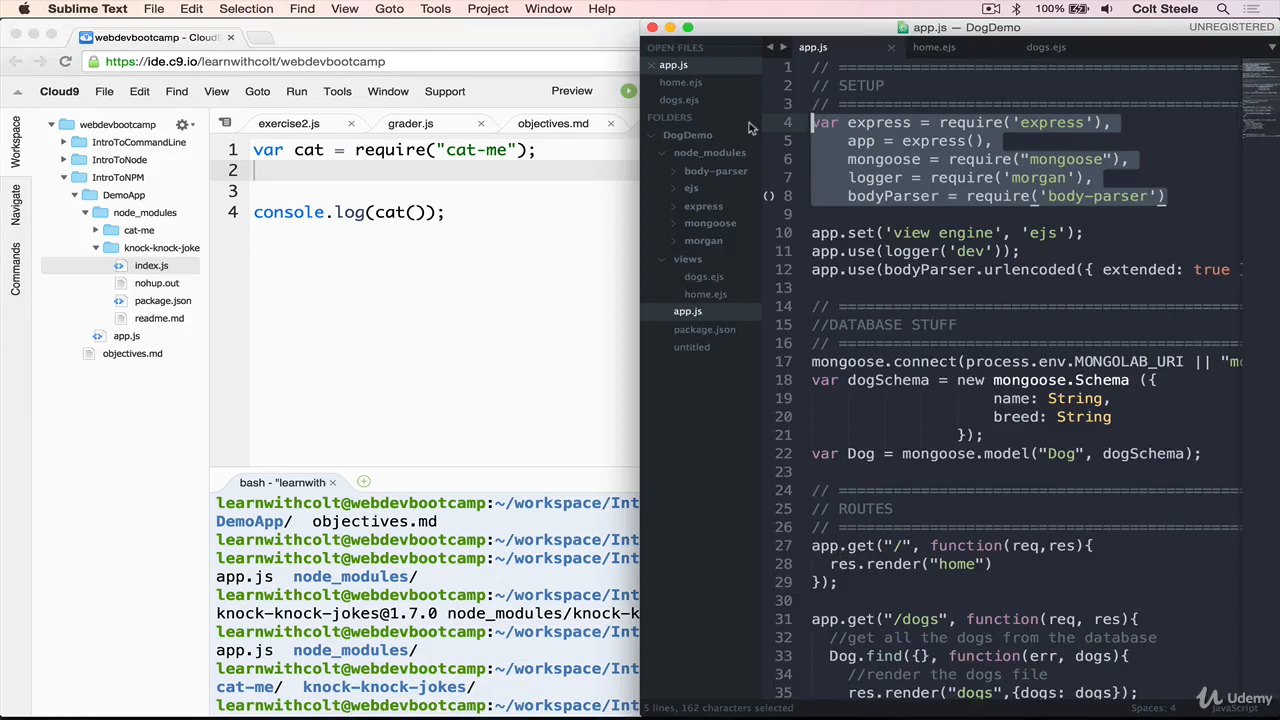 Sublime Text File Edit Selection Find View Goto Tools Project Window Help 100% Colt Steele
webdevbootcamp - Cloud9
https://ide.c9.io/learnwithcolt/webdevbootcamp
Cloud9 File Edit Find View Goto Run Tools Window Support Preview
Workspace
Navigate
Commands
webdevbootcamp
IntroToCommandLine
IntroToNode
IntroToNPM
DemoApp
node_modules
cat-me
knock-knock-joke
index.js
nohup.out
package.json
readme.md
app.js
objectives.md
exercise2.js grader.js objectives.md
1 var cat = require("cat-me");
2
3
4 console.log(cat());
bash - "learnwith
learnwithcolt@webdevbootcamp:~/workspace/Int
DemoApp/ objectives.md
learnwithcolt@webdevbootcamp:~/workspace/Int
learnwithcolt@webdevbootcamp:~/workspace/Int
app.js node_modules/
learnwithcolt@webdevbootcamp:~/workspace/Int
knock-knock-jokes@1.7.0 node_modules/knock-k
learnwithcolt@webdevbootcamp:~/workspace/Int
app.js node_modules/
learnwithcolt@webdevbootcamp:~/workspace/Int
cat-me/ knock-knock-jokes/
learnwithcolt@webdevbootcamp:~/workspace/Int
app.js — DogDemo UNREGISTERED
OPEN FILES
app.js
home.ejs
dogs.ejs
FOLDERS
DogDemo
node_modules
body-parser
ejs
express
mongoose
morgan
views
dogs.ejs
home.ejs
app.js
package.json
untitled
app.js home.ejs dogs.ejs
1 // =============================================
2 // SETUP
3 // =============================================
4 var express = require('express'),
5 app = express(),
6 mongoose = require("mongoose"),
7 logger = require('morgan'),
8 bodyParser = require('body-parser')
9
10 app.set('view engine', 'ejs');
11 app.use(logger('dev'));
12 app.use(bodyParser.urlencoded({ extended: true }
13
14 // =============================================
15 //DATABASE STUFF
16 // =============================================
17 mongoose.connect(process.env.MONGOLAB_URI || "mo
18 var dogSchema = new mongoose.Schema ({
19 name: String,
20 breed: String
21 });
22 var Dog = mongoose.model("Dog", dogSchema);
23
24 // =============================================
25 // ROUTES
26 // =============================================
27 app.get("/", function(req,res){
28 res.render("home")
29 });
30
31 app.get("/dogs", function(req, res){
32 //get all the dogs from the database
33 Dog.find({}, function(err, dogs){
34 //render the dogs file
35 res.render("dogs",{dogs: dogs});
5 lines, 162 characters selected Spaces: 4 JavaScript
Udemy